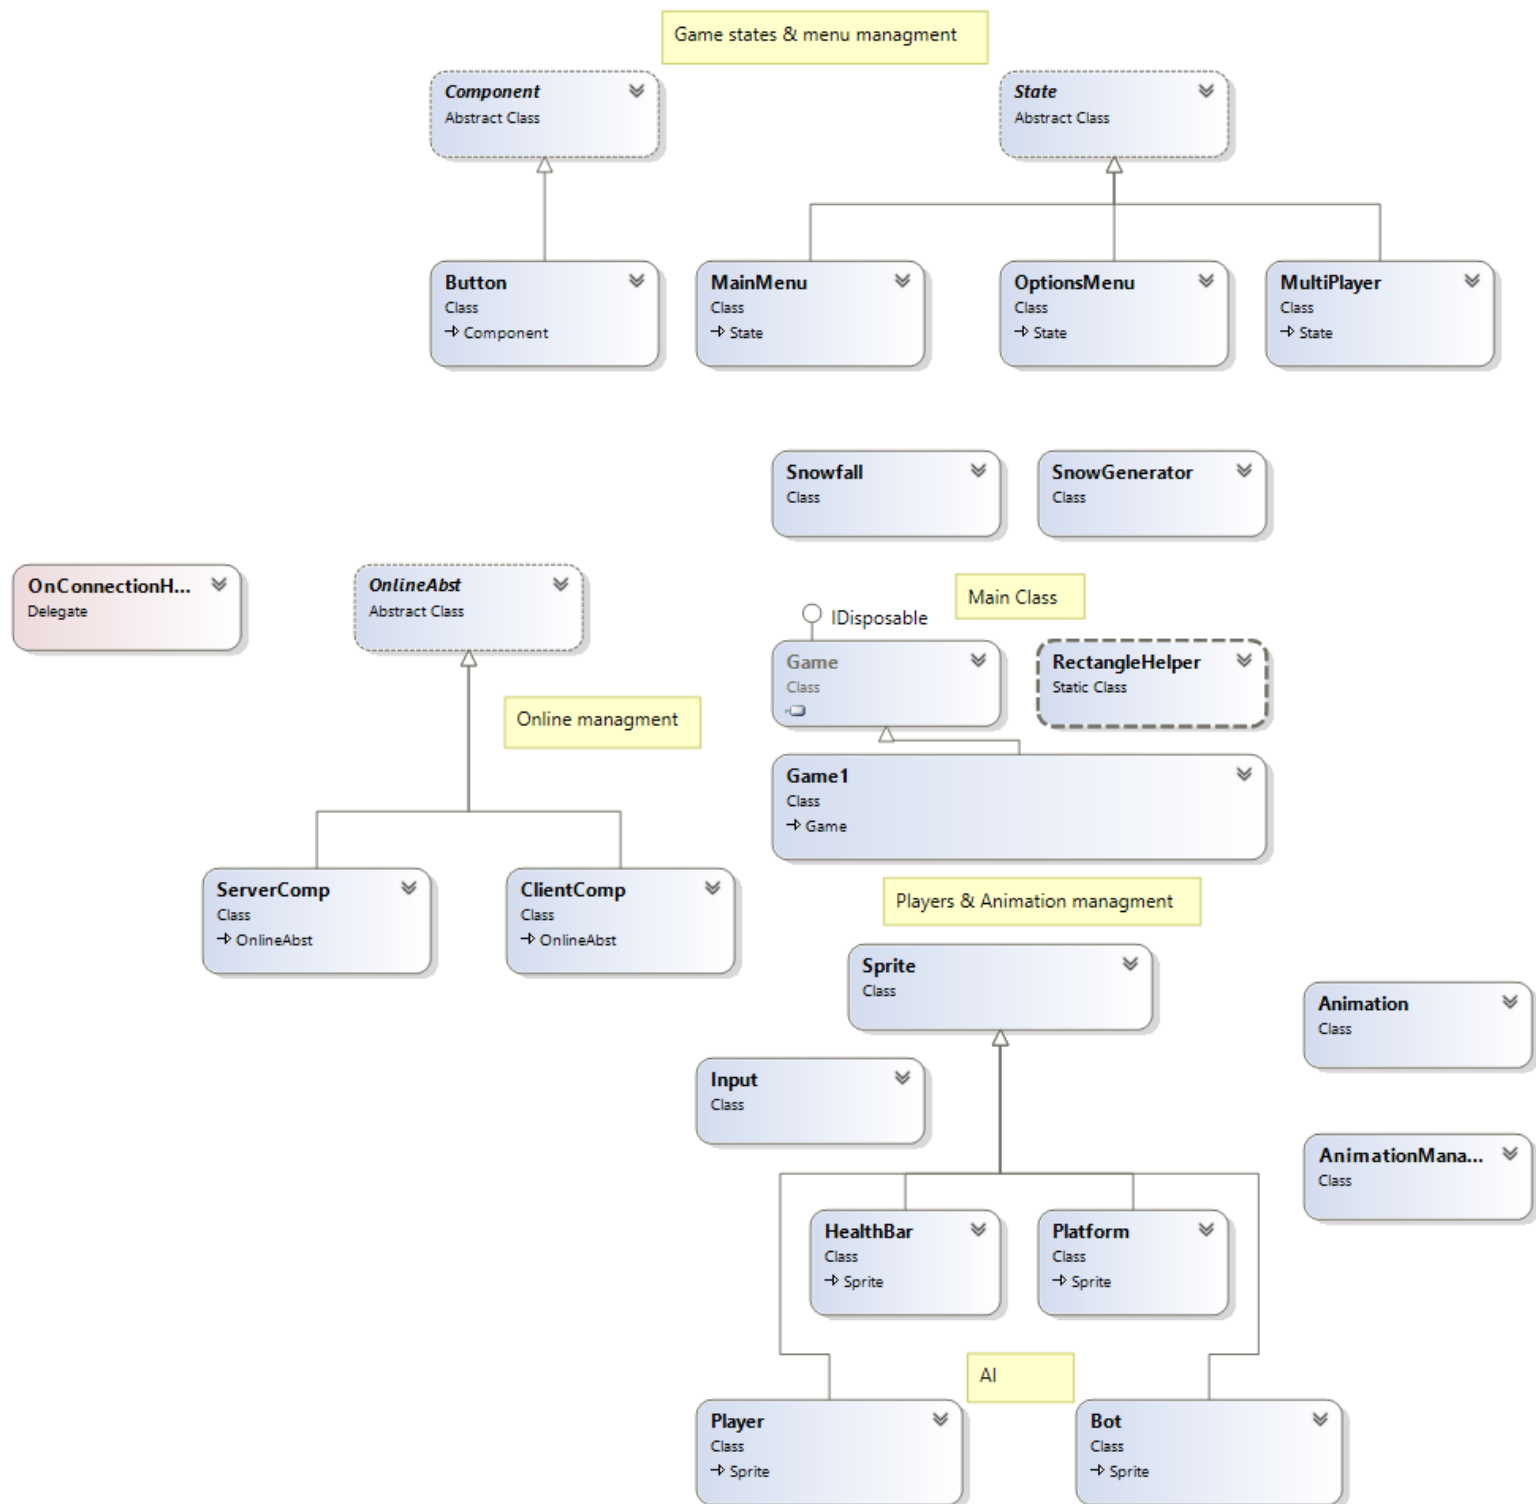 Game states & menu managment
Component
Abstract Class
State
Abstract Class
Button
Class
Component
MainMenu
Class
State
OptionsMenu
Class
State
MultiPlayer
Class
State
Snowfall
Class
SnowGenerator
Class
OnConnectionH...
Delegate
OnlineAbst
Abstract Class
Main Class
IDisposable
Game
Class
RectangleHelper
Static Class
Online managment
Game1
Class
Game
ServerComp
Class
OnlineAbst
ClientComp
Class
OnlineAbst
Players & Animation managment
Sprite
Class
Animation
Class
Input
Class
AnimationMana...
Class
HealthBar
Class
Sprite
Platform
Class
Sprite
AI
Player
Class
Sprite
Bot
Class
Sprite